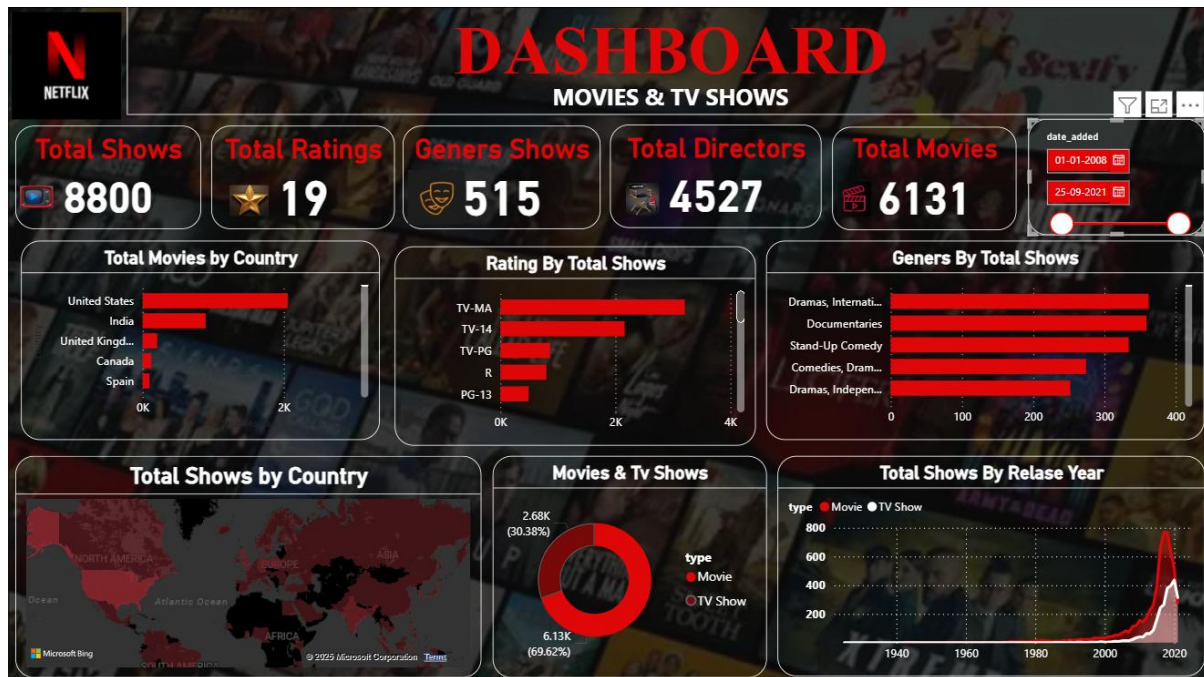 NETFLIX
DASHBOARD
MOVIES & TV SHOWS
Total Shows
8800
Total Ratings
19
Geners Shows
515
Total Directors
4527
Total Movies
6131
date_added
01-01-2008
25-09-2021
Total Movies by Country
United States
India
United Kingd...
Canada
Spain
0K 2K
Rating By Total Shows
TV-MA
TV-14
TV-PG
R
PG-13
0K 2K 4K
Geners By Total Shows
Dramas, Internati...
Documentaries
Stand-Up Comedy
Comedies, Dram...
Dramas, Indepen...
0 100 200 300 400
Total Shows by Country
NORTH AMERICA
EUROPE
ASIA
Ocean
Atlantic Ocean
AFRICA
SOUTH AMERICA
Microsoft Bing
© 2025 Microsoft Corporation Terms
Movies & Tv Shows
2.68K
(30.38%)
6.13K
(69.62%)
type
Movie
TV Show
Total Shows By Relase Year
type Movie TV Show
800
600
400
200
1940 1960 1980 2000 2020
Sexify